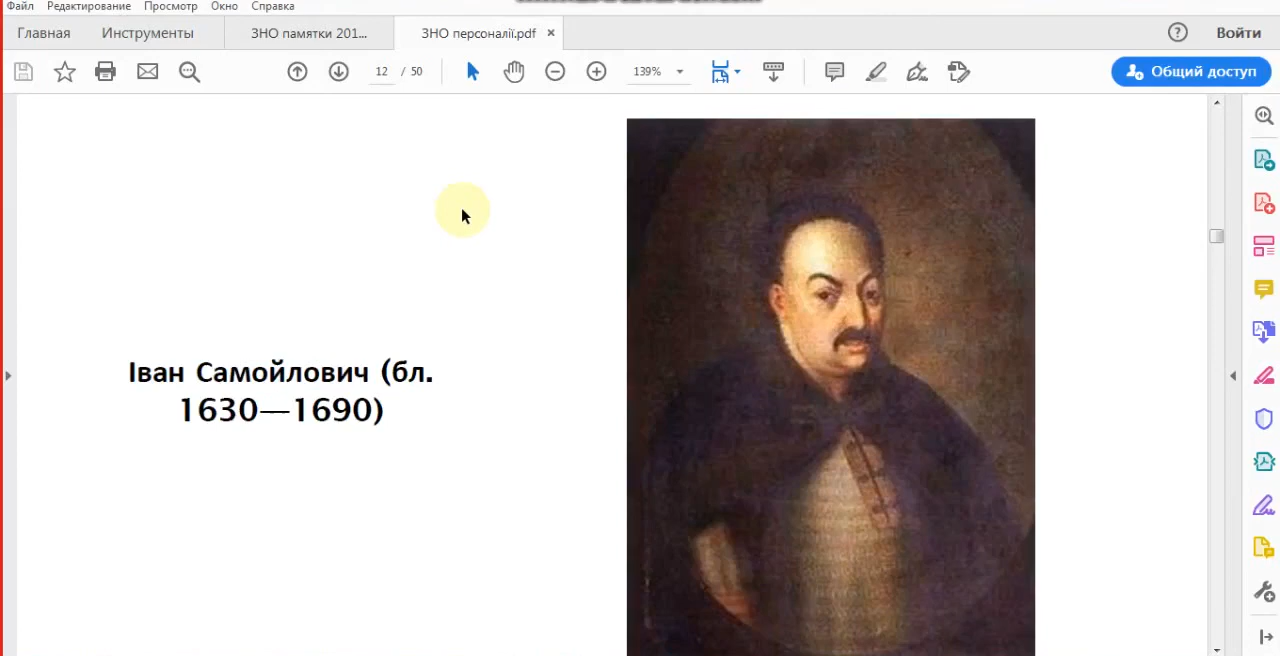 Файл Редактирование Просмотр Окно Справка
Главная Инструменты ЗНО памятки 201... ЗНО персоналії.pdf × ? Войти
12 / 50 139% Общий доступ
Іван Самойлович (бл.
1630—1690)